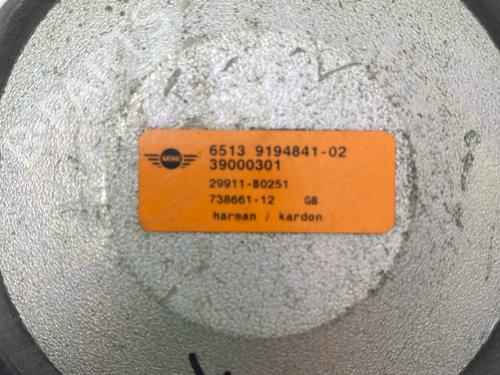 MINI
6513 9194841-02
39000301
29911-80251
738661-12 GB
harman / kardon